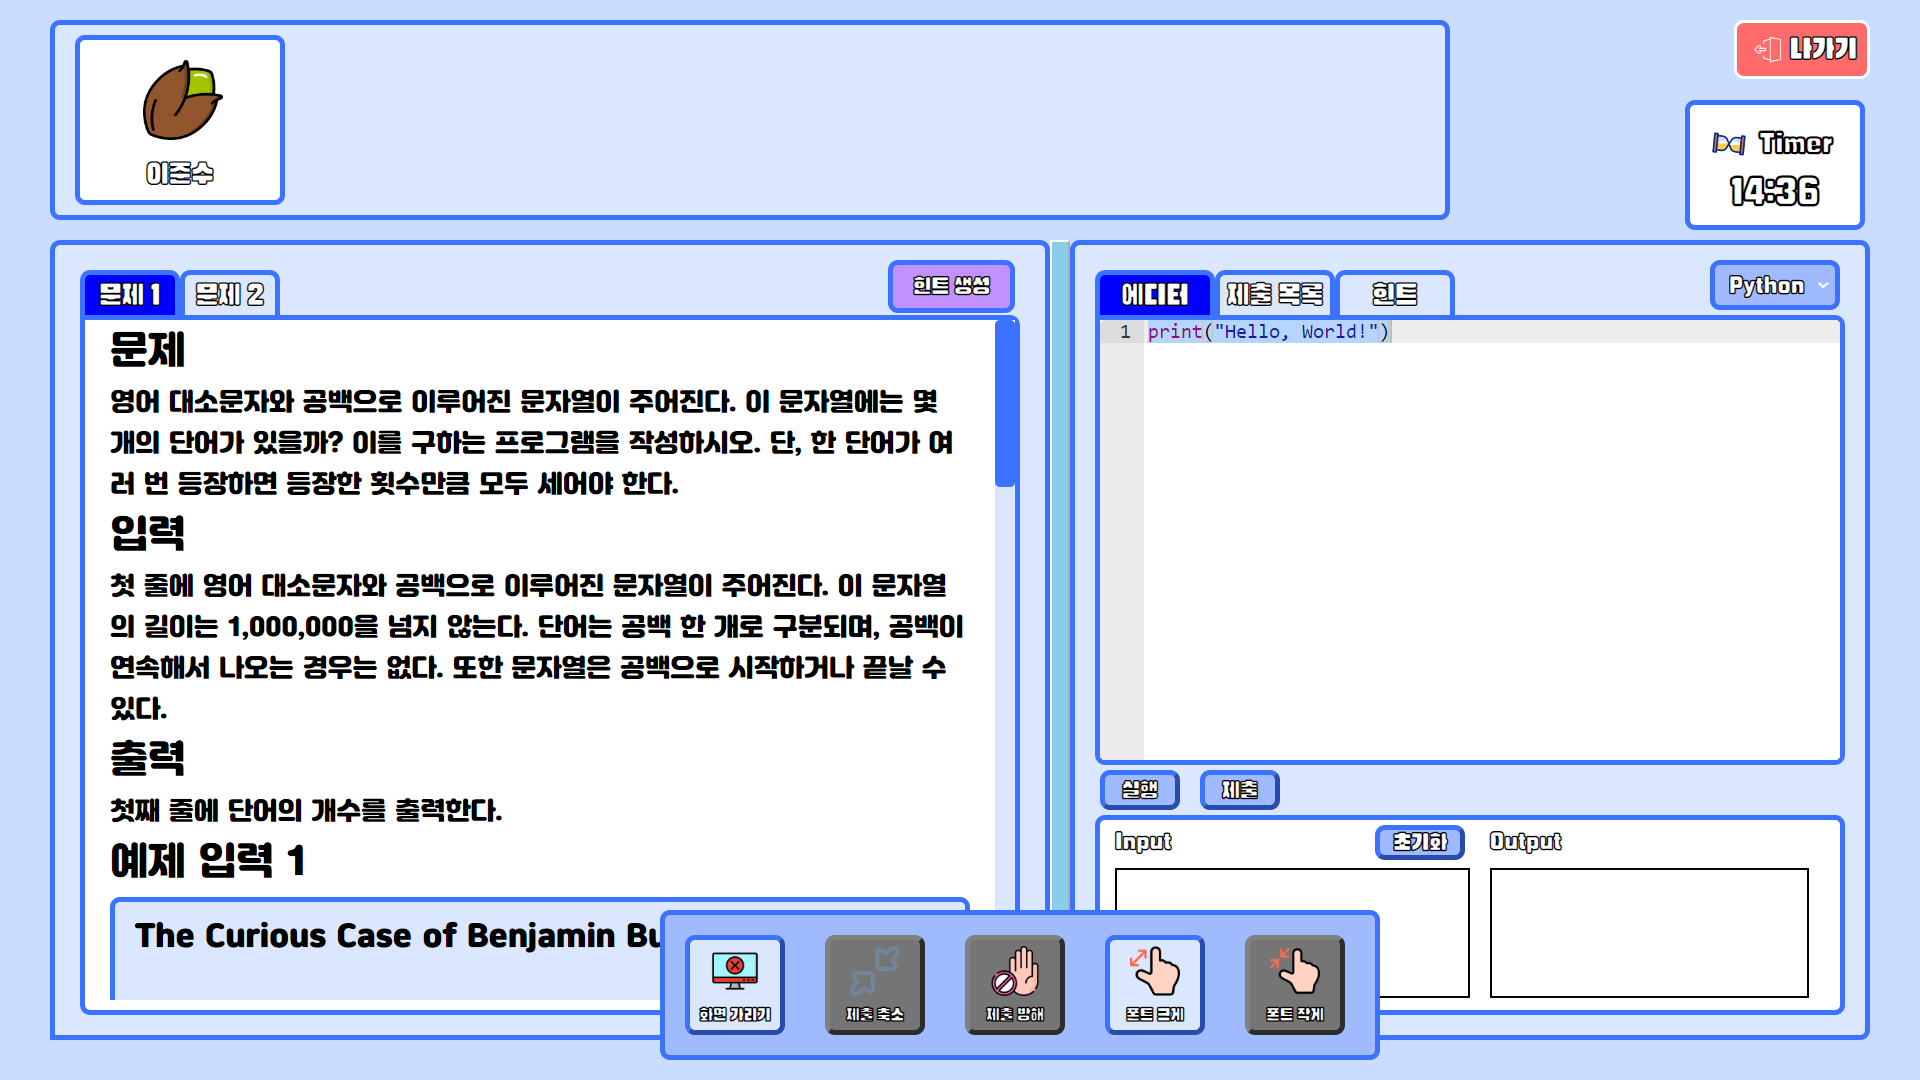 이준수
나가기
Timer
14:36
문제 1
문제 2
힌트 생성
문제
영어 대소문자와 공백으로 이루어진 문자열이 주어진다. 이 문자열에는 몇
개의 단어가 있을까? 이를 구하는 프로그램을 작성하시오. 단, 한 단어가 여
러 번 등장하면 등장한 횟수만큼 모두 세어야 한다.
입력
첫 줄에 영어 대소문자와 공백으로 이루어진 문자열이 주어진다. 이 문자열
의 길이는 1,000,000을 넘지 않는다. 단어는 공백 한 개로 구분되며, 공백이
연속해서 나오는 경우는 없다. 또한 문자열은 공백으로 시작하거나 끝날 수
있다.
출력
첫째 줄에 단어의 개수를 출력한다.
예제 입력 1
The Curious Case of Benjamin Bu
에디터
제출 목록
힌트
Python
1 print("Hello, World!")
실행
제출
Input
초기화
Output
화면 가리기
제출 축소
제출 방해
폰트 크게
폰트 작게